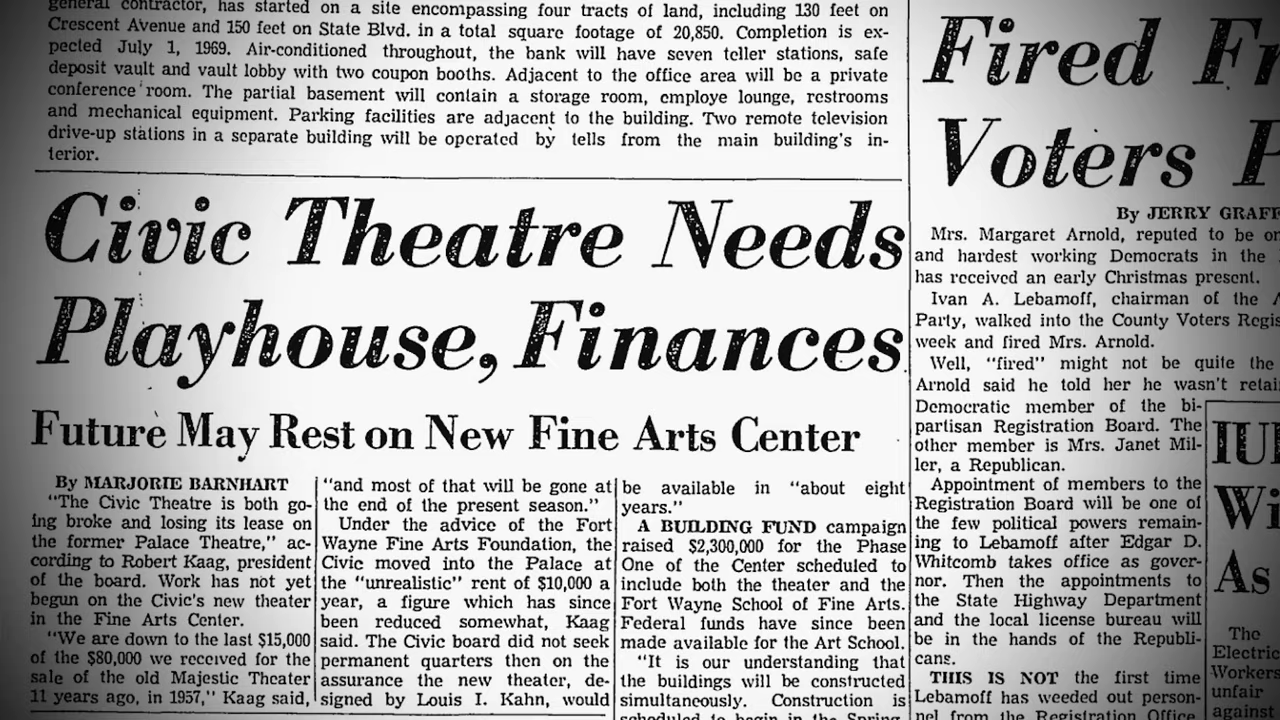 general contractor, has started on a site encompassing four tracts of land, including 130 feet on
Crescent Avenue and 150 feet on State Blvd. in a total square footage of 20,850. Completion is ex-
pected July 1, 1969. Air-conditioned throughout, the bank will have seven teller stations, safe
deposit vault and vault lobby with two coupon booths. Adjacent to the office area will be a private
conference room. The partial basement will contain a storage room, employe lounge, restrooms
and mechanical equipment. Parking facilities are adjacent to the building. Two remote television
drive-up stations in a separate building will be operated by tells from the main building's in-
terior.
Civic Theatre Needs
Playhouse, Finances
Future May Rest on New Fine Arts Center
By MARJORIE BARNHART
"The Civic Theatre is both go-
ing broke and losing its lease on
the former Palace Theatre," ac-
cording to Robert Kaag, president
of the board. Work has not yet
begun on the Civic's new theater
in the Fine Arts Center.
"We are down to the last $15,000
of the $80,000 we received for the
sale of the old Majestic Theater
11 years ago, in 1957," Kaag said,
"and most of that will be gone at
the end of the present season."
Under the advice of the Fort
Wayne Fine Arts Foundation, the
Civic moved into the Palace at
the "unrealistic" rent of $10,000 a
year, a figure which has since
been reduced somewhat, Kaag
said. The Civic board did not seek
permanent quarters then on the
assurance the new theater, de-
signed by Louis I. Kahn, would
be available in "about eight
years."
A BUILDING FUND campaign
raised $2,300,000 for the Phase
One of the Center scheduled to
include both the theater and the
Fort Wayne School of Fine Arts.
Federal funds have since been
made available for the Art School.
"It is our understanding that
the buildings will be constructed
simultaneously. Construction is
scheduled to begin in the Spring
Fired Fr
Voters P
By JERRY GRAFF
Mrs. Margaret Arnold, reputed to be on
and hardest working Democrats in the
has received an early Christmas present.
Ivan A. Lebamoff, chairman of the A
Party, walked into the County Voters Regis
week and fired Mrs. Arnold.
Well, "fired" might not be quite the
Arnold said he told her he wasn't retai
Democratic member of the bi-
partisan Registration Board. The
other member is Mrs. Janet Mil-
ler, a Republican.
Appointment of members to the
Registration Board will be one of
the few political powers remain-
ing to Lebamoff after Edgar D.
Whitcomb takes office as gover-
nor. Then the appointments to
the State Highway Department
and the local license bureau will
be in the hands of the Republi-
cans.
THIS IS NOT the first time
Lebamoff has weeded out person-
nel from the Registration Office.
IUE
Wi
As
The
Electric
Workers
unfair
against